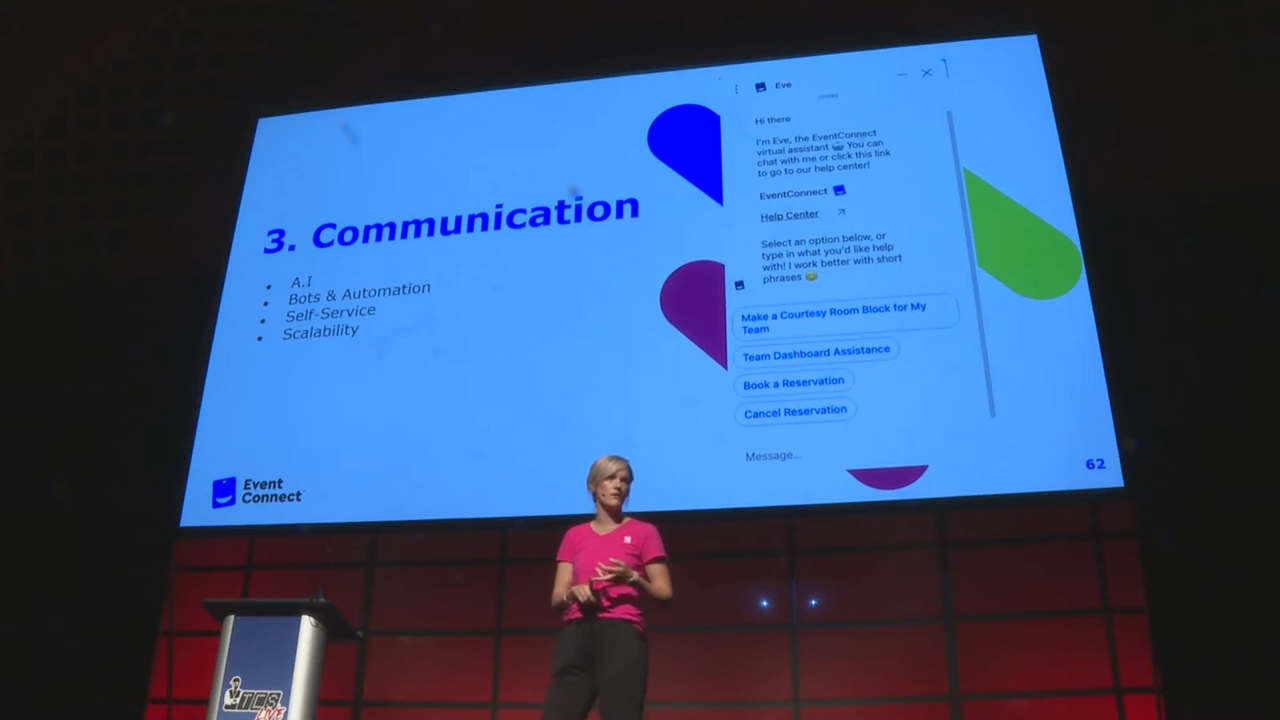 3. Communication
• A.I
• Bots & Automation
• Self-Service
• Scalability
Event
Connect
Eve
Hi there
I'm Eve, the EventConnect
virtual assistant 🤖 You can
chat with me or click this link
to go to our help center!
EventConnect
Help Center
Select an option below, or
type in what you'd like help
with! I work better with short
phrases 🤓
Make a Courtesy Room Block for My
Team
Team Dashboard Assistance
Book a Reservation
Cancel Reservation
Message...
62
TCS
LIVE